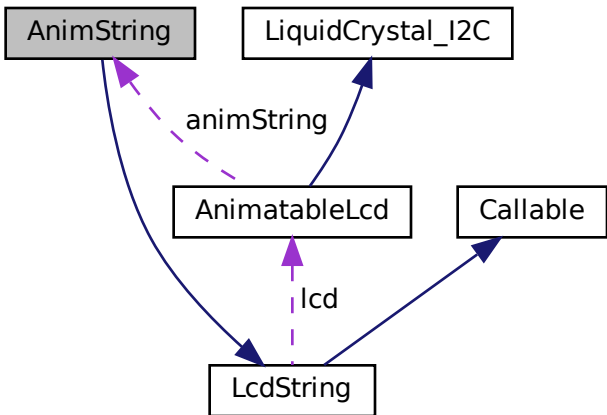 AnimString
LiquidCrystal_I2C
animString
AnimatableLcd
Callable
lcd
LcdString